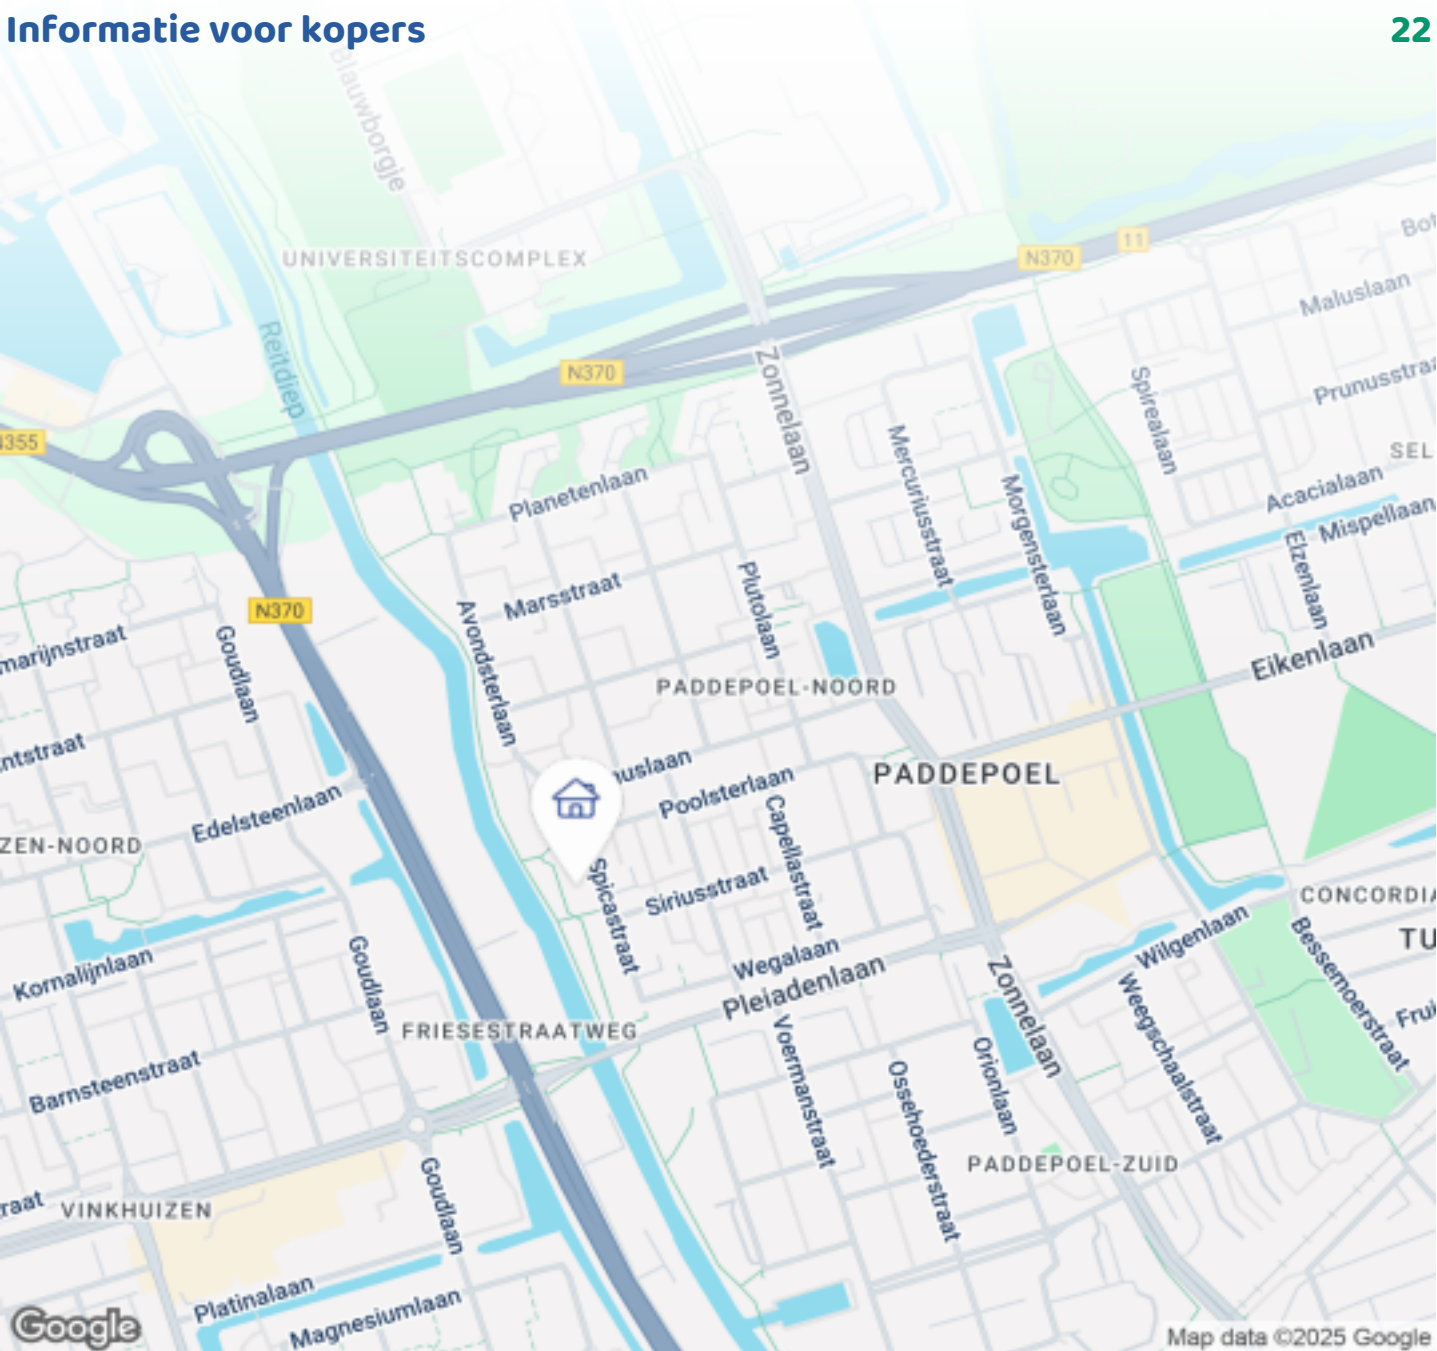 Informatie voor kopers
22
Blauwborgje
UNIVERSITEITSCOMPLEX
N370
11
Bot
Maluslaan
Reitdiep
N370
Zonnelaan
Spirealaan
Prunusstraa
N355
Mercuriusstraat
SEL
Planetenlaan
Morgensterlaan
Acacialaan
Mispellaan
Elzenlaan
Marsstraat
Plutolaan
N370
Avondsterlaan
marijnstraat
Goudlaan
Eikenlaan
PADDEPOEL-NOORD
ntstraat
uslaan
PADDEPOEL
Poolsterlaan
Edelsteenlaan
Capellastraat
ZEN-NOORD
Spicastraat
Siriusstraat
CONCORDIA
TU
Wilgenlaan
Bessemoerstraat
Goudlaan
Wegalaan
Kornalijnlaan
Pleiadenlaan
Zonnelaan
Weegschaalstraat
Frui
FRIESESTRAATWEG
Voermanstraat
Orionlaan
Barnsteenstraat
Ossehoederstraat
PADDEPOEL-ZUID
Goudlaan
raat
VINKHUIZEN
Platinalaan
Magnesiumlaan
Google
Map data ©2025 Google